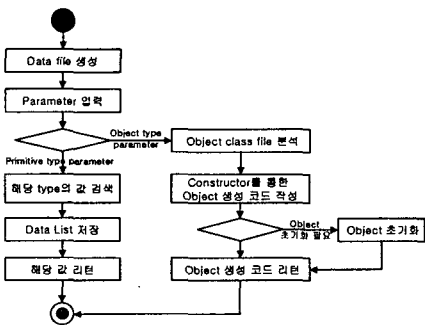 Data file 생성
Parameter 입력
Object type
parameter
Object class file 분석
Primitive type parameter
해당 type의 값 검색
Constructor를 통한
Object 생성 코드 작성
Data List 저장
Object
초기화 필요
Object 초기화
해당 값 리턴
Object 생성 코드 리턴